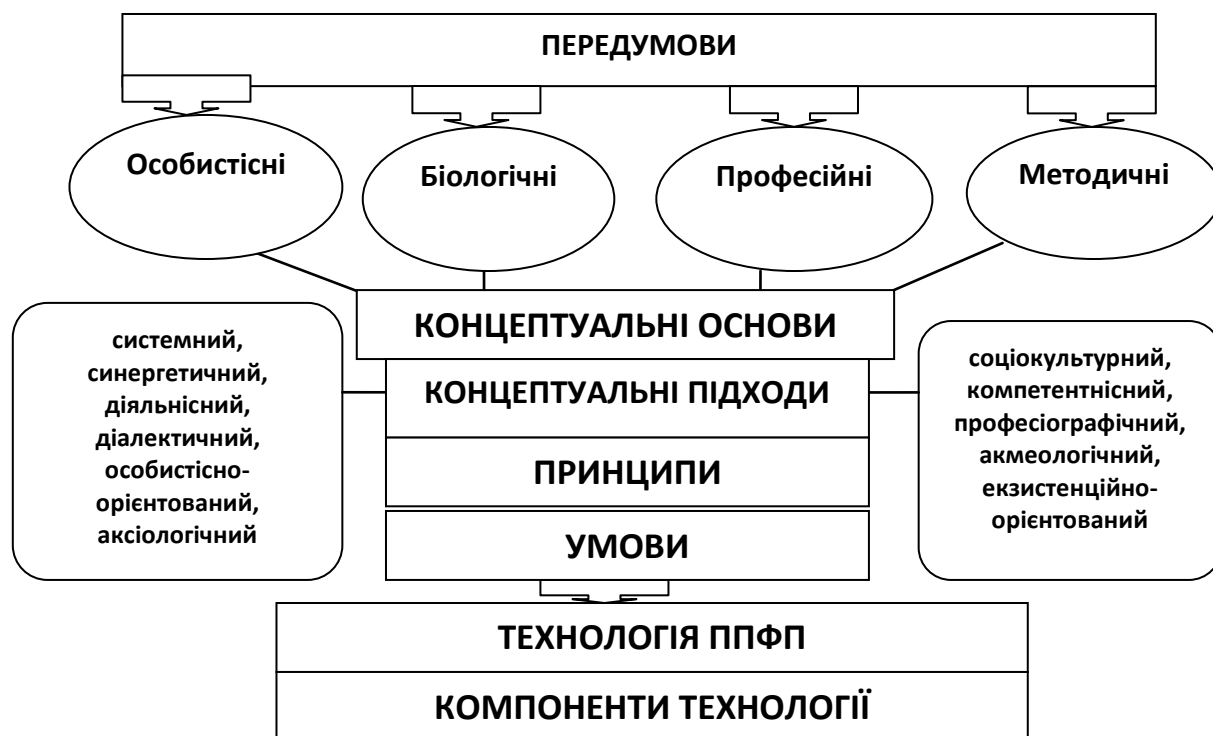 ПЕРЕДУМОВИ
Особистісні
Біологічні
Професійні
Методичні
КОНЦЕПТУАЛЬНІ ОСНОВИ
системний,
синергетичний,
діяльнісний,
діалектичний,
особистісно-
орієнтований,
аксіологічний
КОНЦЕПТУАЛЬНІ ПІДХОДИ
соціокультурний,
компетентнісний,
професіографічний,
акмеологічний,
екзистенційно-
орієнтований
ПРИНЦИПИ
УМОВИ
ТЕХНОЛОГІЯ ППФП
КОМПОНЕНТИ ТЕХНОЛОГІЇ